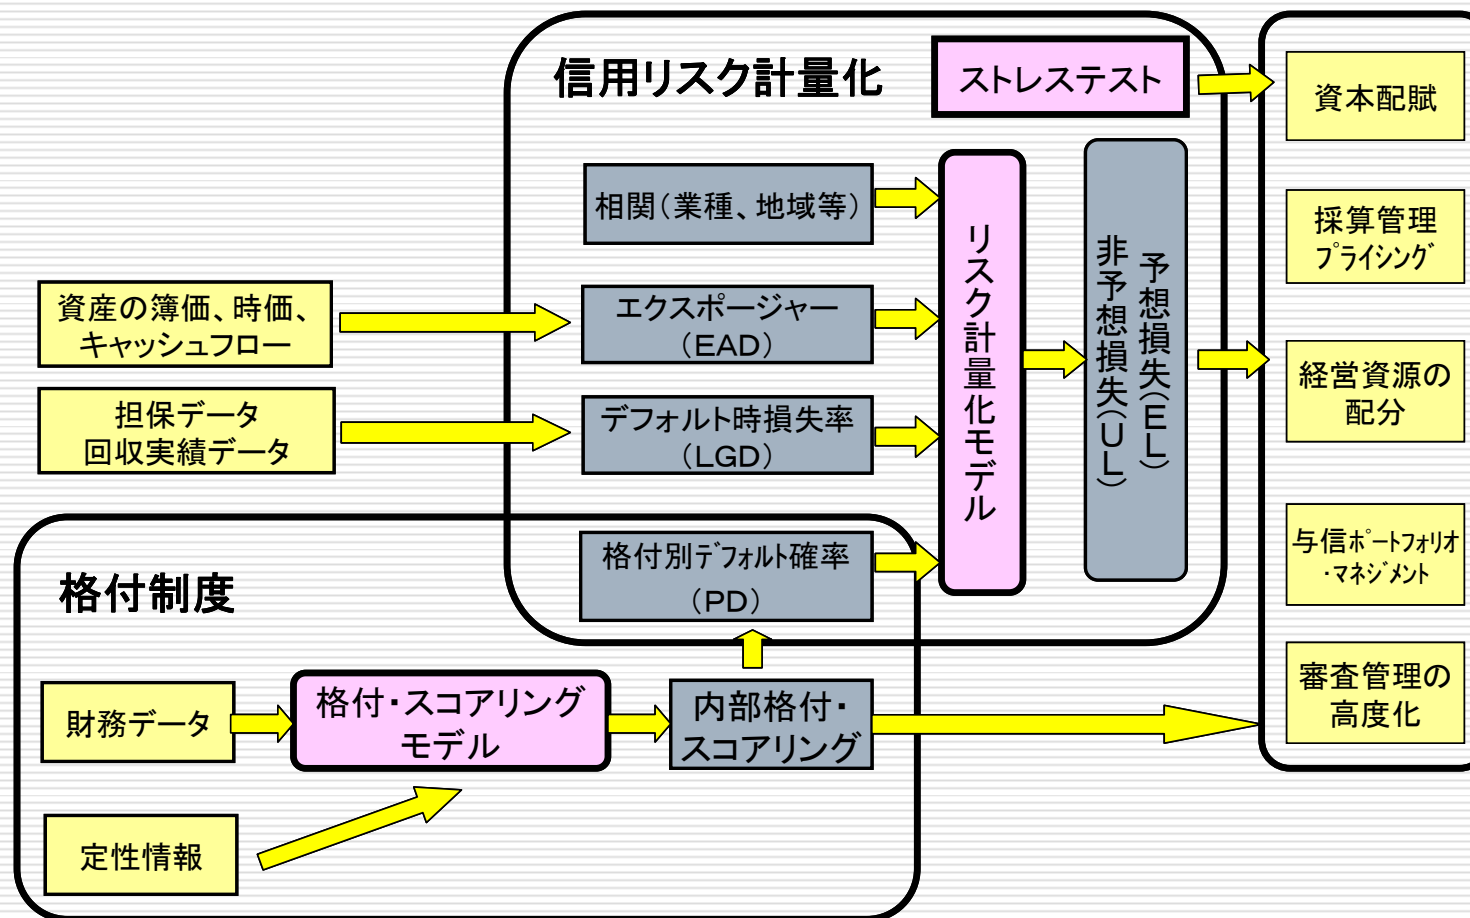 信用リスク計量化
ストレステスト
相関（業種、地域等）
エクスポージャー
（EAD）
デフォルト時損失率
（LGD）
格付別ﾃﾞﾌｫﾙﾄ確率
（PD）
リスク計量化モデル
予想損失（EL）
非予想損失（UL）
資産の簿価、時価、
キャッシュフロー
担保データ
回収実績データ
格付制度
財務データ
格付・スコアリング
モデル
内部格付・
スコアリング
定性情報
資本配賦
採算管理
ﾌﾟﾗｲｼﾝｸﾞ
経営資源の
配分
与信ﾎﾟｰﾄﾌｫﾘｵ
・ﾏﾈｼﾞﾒﾝﾄ
審査管理の
高度化